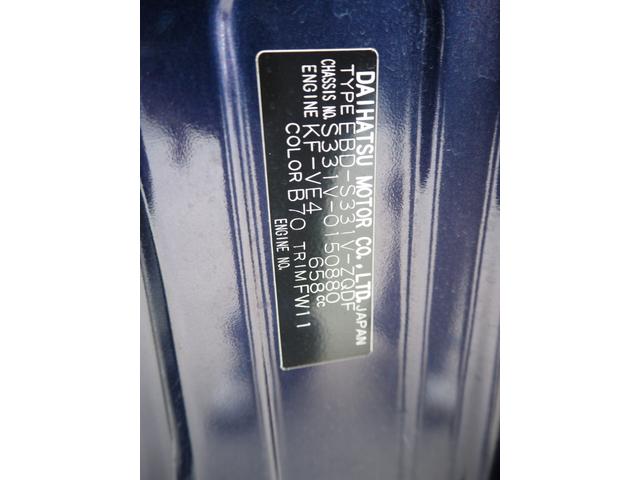 DAIHATSU MOTOR CO.,LTD.JAPAN
TYPE EBD-S331V-ZQDF
CHASSIS NO. S331V-0150880
ENGINE KF-VE4 658cc
COLOR B70 TRIM FW11
ENGINE NO.